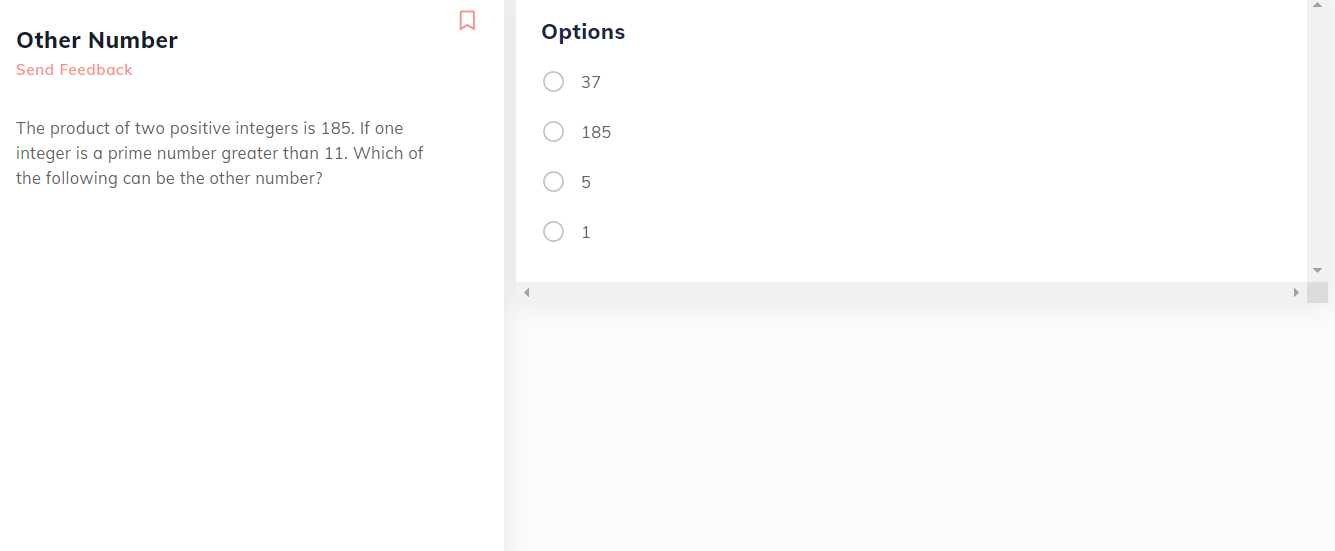 Other Number
Send Feedback
The product of two positive integers is 185. If one
integer is a prime number greater than 11. Which of
the following can be the other number?
Options
37
185
5
1